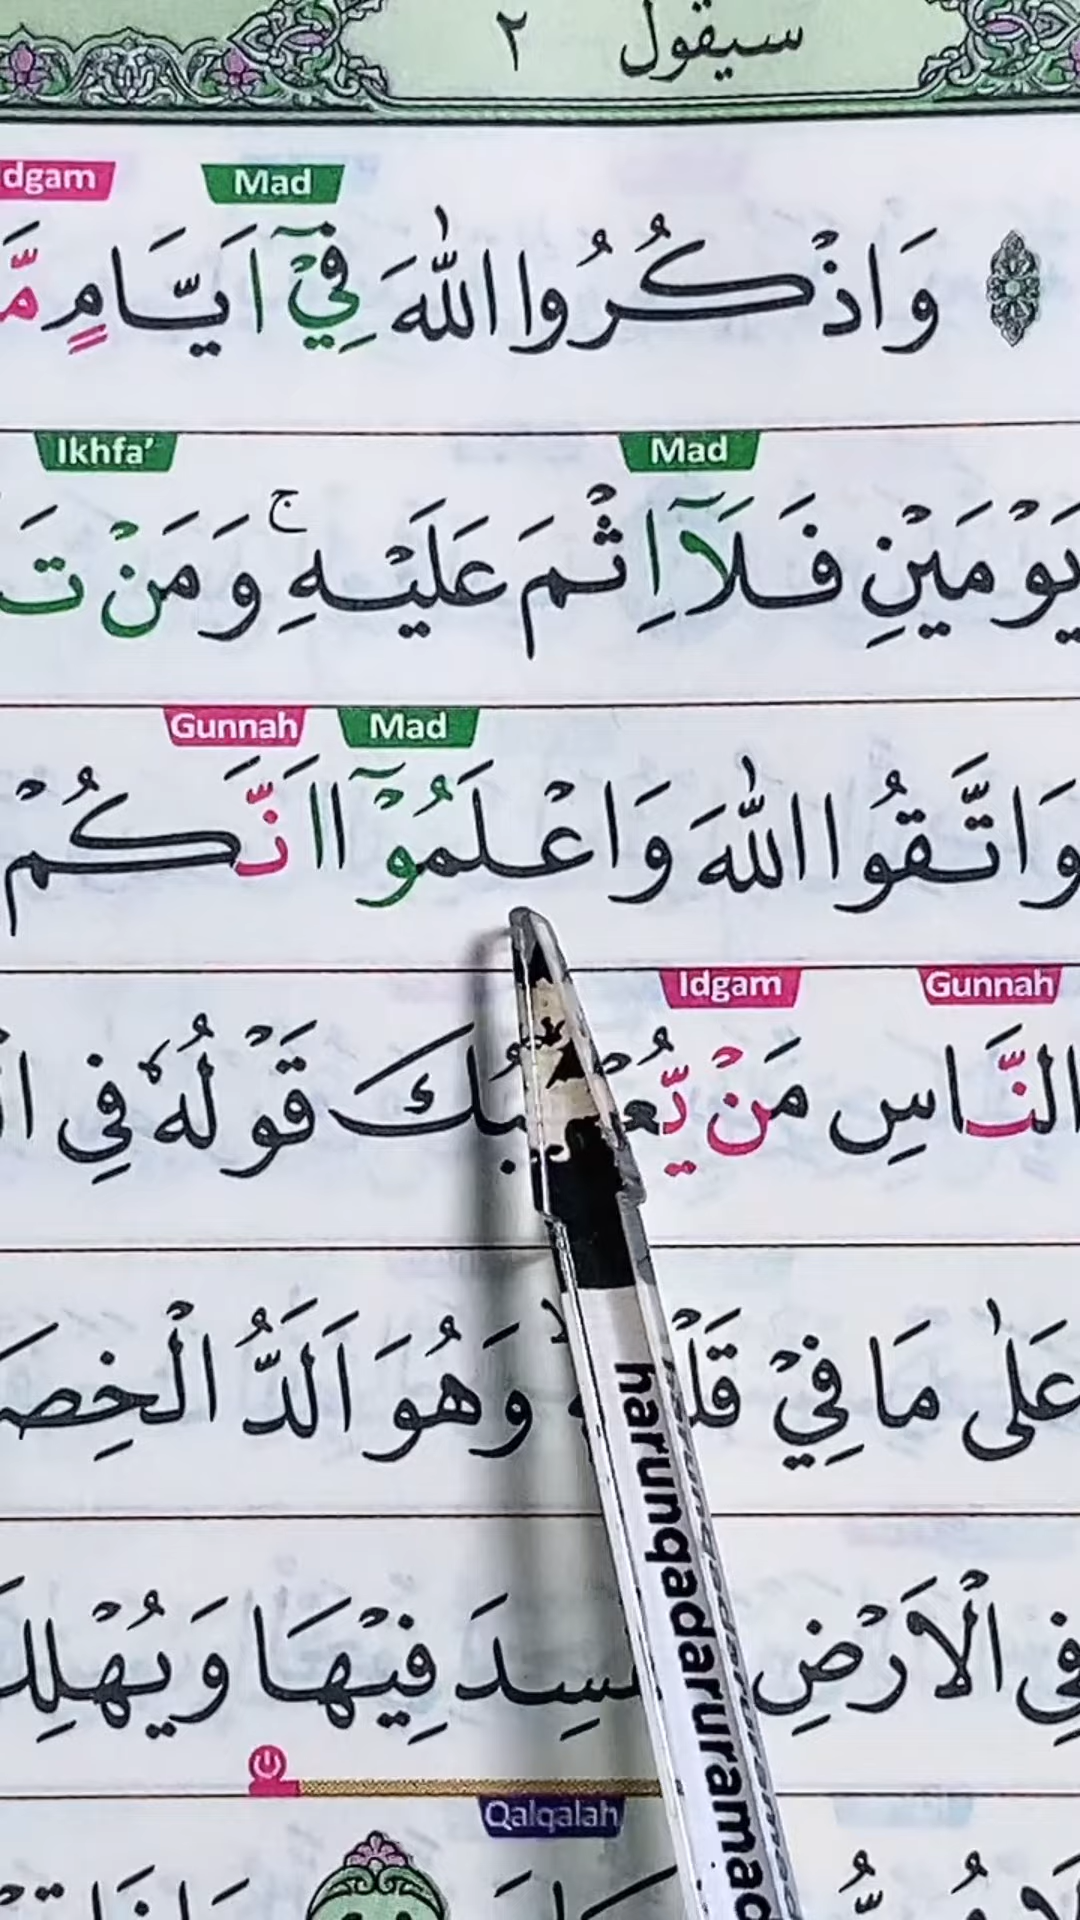 سيقول ٢
dgam Mad
وَاذْكُرُوا اللّٰهَ فِيْٓ اَيَّامٍ
Ikhfa’ Mad
يَوْمَيْنِ فَلَآ اِثْمَ عَلَيْهِۚ وَمَنْ تَ
Gunnah Mad
وَاتَّقُوا اللّٰهَ وَاعْلَمُوْٓا اَنَّكُمْ
Idgam Gunnah
النَّاسِ مَنْ يُّعْ بُكَ قَوْلُهٗ فِى
عَلٰى مَا فِيْ وَهُوَ اَلَدُّ الْخِصَ
فِى الْاَرْضِ سِدَ فِيْهَا وَيُهْلِكَ
Qalqalah
harunqadarurama